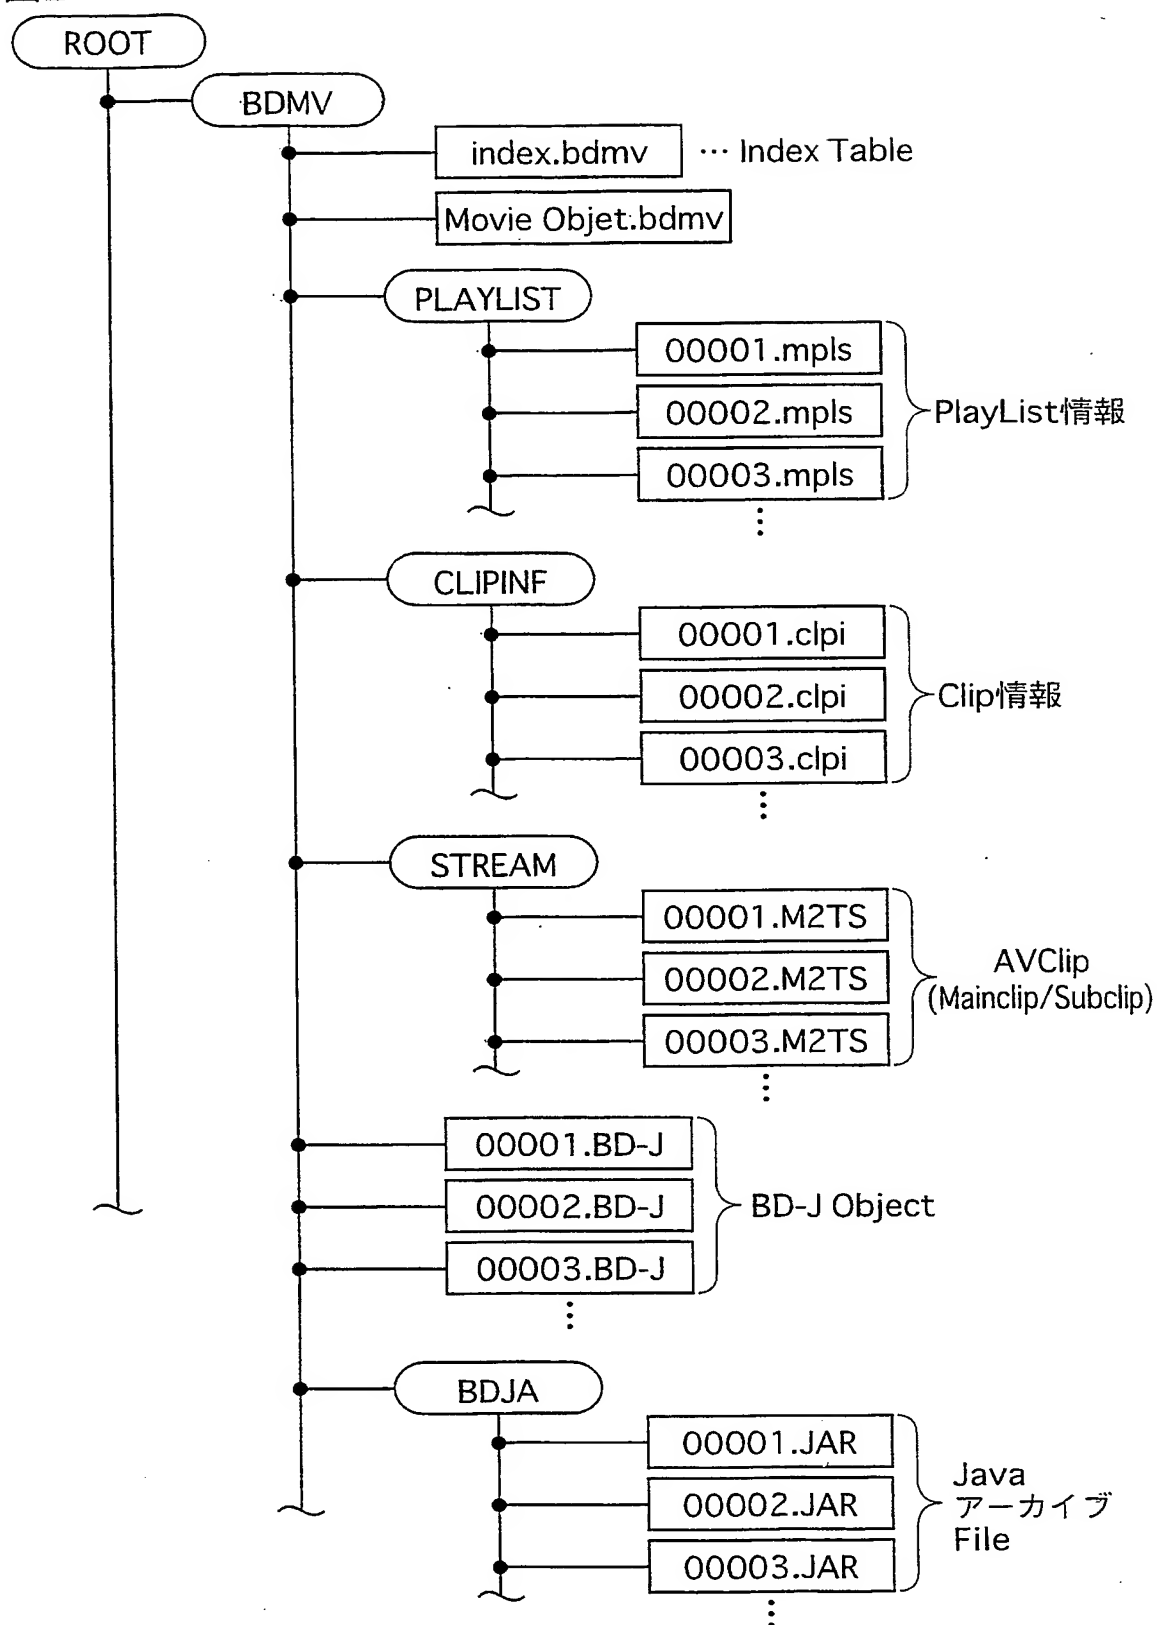 ROOT
BDMV
index.bdmv … Index Table
Movie Objet.bdmv
PLAYLIST
00001.mpls
00002.mpls
PlayList情報
00003.mpls
CLIPINF
00001.clpi
00002.clpi
Clip情報
00003.clpi
STREAM
00001.M2TS
00002.M2TS
00003.M2TS
AVClip
(Mainclip/Subclip)
00001.BD-J
00002.BD-J
00003.BD-J
BD-J Object
BDJA
00001.JAR
00002.JAR
00003.JAR
Java
アーカイブ
File